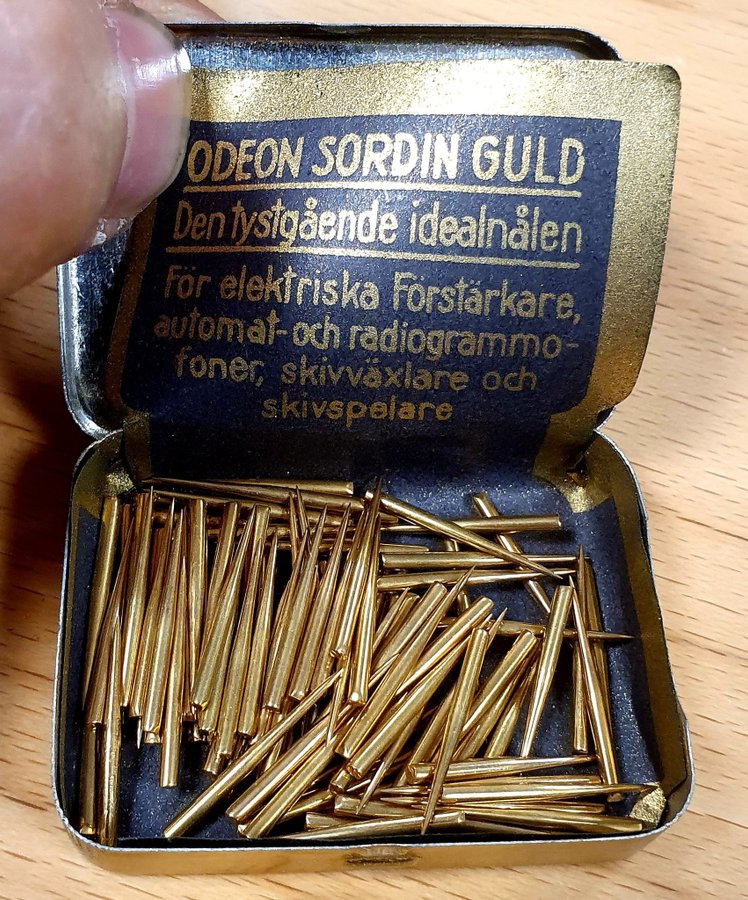 ODEON SORDIN GULD
Den tystgående idealnålen
För elektriska Förstärkare,
automat- och radiogrammo-
foner, skivväxlare och
skivspelare